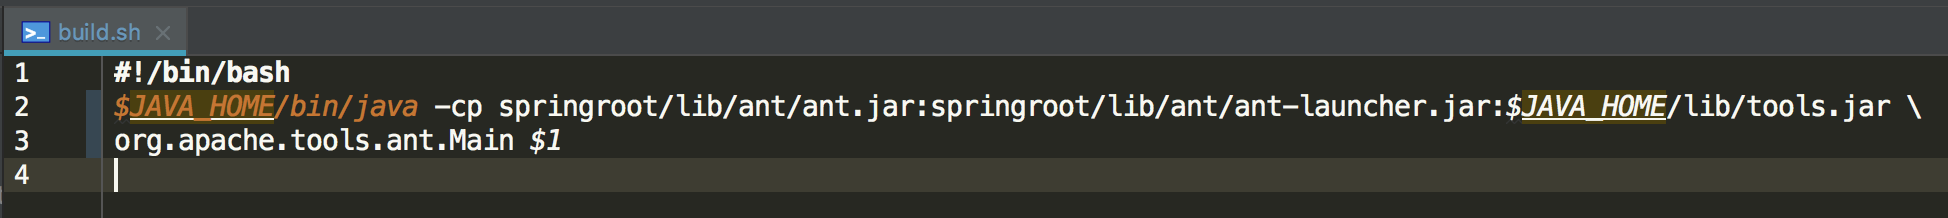 build.sh
1 #!/bin/bash
2 $JAVA_HOME/bin/java -cp springroot/lib/ant/ant.jar:springroot/lib/ant/ant-launcher.jar:$JAVA_HOME/lib/tools.jar \
3 org.apache.tools.ant.Main $1
4